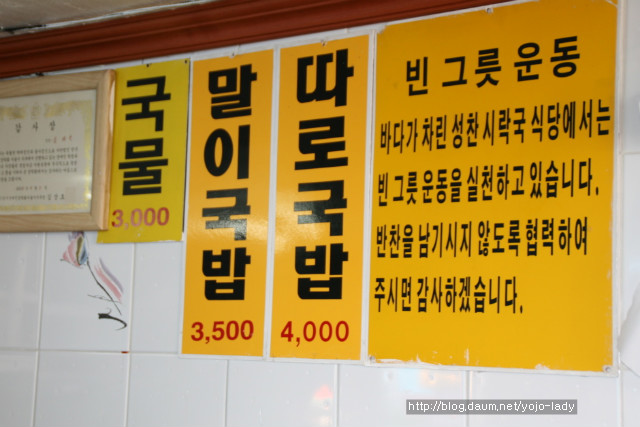 감사장
국물
3,000
말이국밥
3,500
따로국밥
4,000
빈 그릇 운동
바다가 차린 성찬 시락국 식당에서는
빈 그릇 운동을 실천하고 있습니다.
반찬을 남기시지 않도록 협력하여
주시면 감사하겠습니다.
http://blog.daum.net/yojo-lady